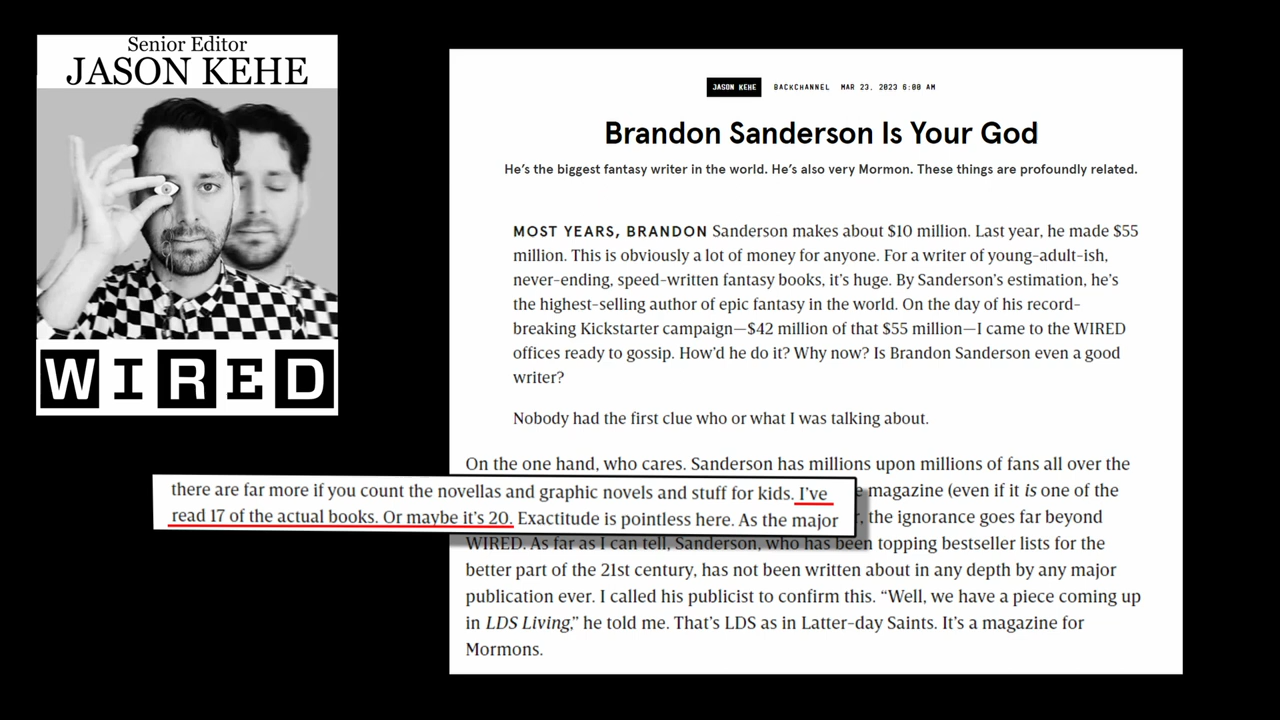 Senior Editor
JASON KEHE
WIRED
JASON KEHE BACKCHANNEL MAR 23, 2023 6:00 AM
Brandon Sanderson Is Your God
He's the biggest fantasy writer in the world. He's also very Mormon. These things are profoundly related.
MOST YEARS, BRANDON Sanderson makes about $10 million. Last year, he made $55
million. This is obviously a lot of money for anyone. For a writer of young-adult-ish,
never-ending, speed-written fantasy books, it's huge. By Sanderson's estimation, he's
the highest-selling author of epic fantasy in the world. On the day of his record-
breaking Kickstarter campaign—$42 million of that $55 million—I came to the WIRED
offices ready to gossip. How'd he do it? Why now? Is Brandon Sanderson even a good
writer?
Nobody had the first clue who or what I was talking about.
On the one hand, who cares. Sanderson has millions upon millions of fans all over the
there are far more if you count the novellas and graphic novels and stuff for kids. I've
read 17 of the actual books. Or maybe it's 20. Exactitude is pointless here. As the major
magazine (even if it is one of the
the ignorance goes far beyond
WIRED. As far as I can tell, Sanderson, who has been topping bestseller lists for the
better part of the 21st century, has not been written about in any depth by any major
publication ever. I called his publicist to confirm this. “Well, we have a piece coming up
in LDS Living,” he told me. That's LDS as in Latter-day Saints. It's a magazine for
Mormons.